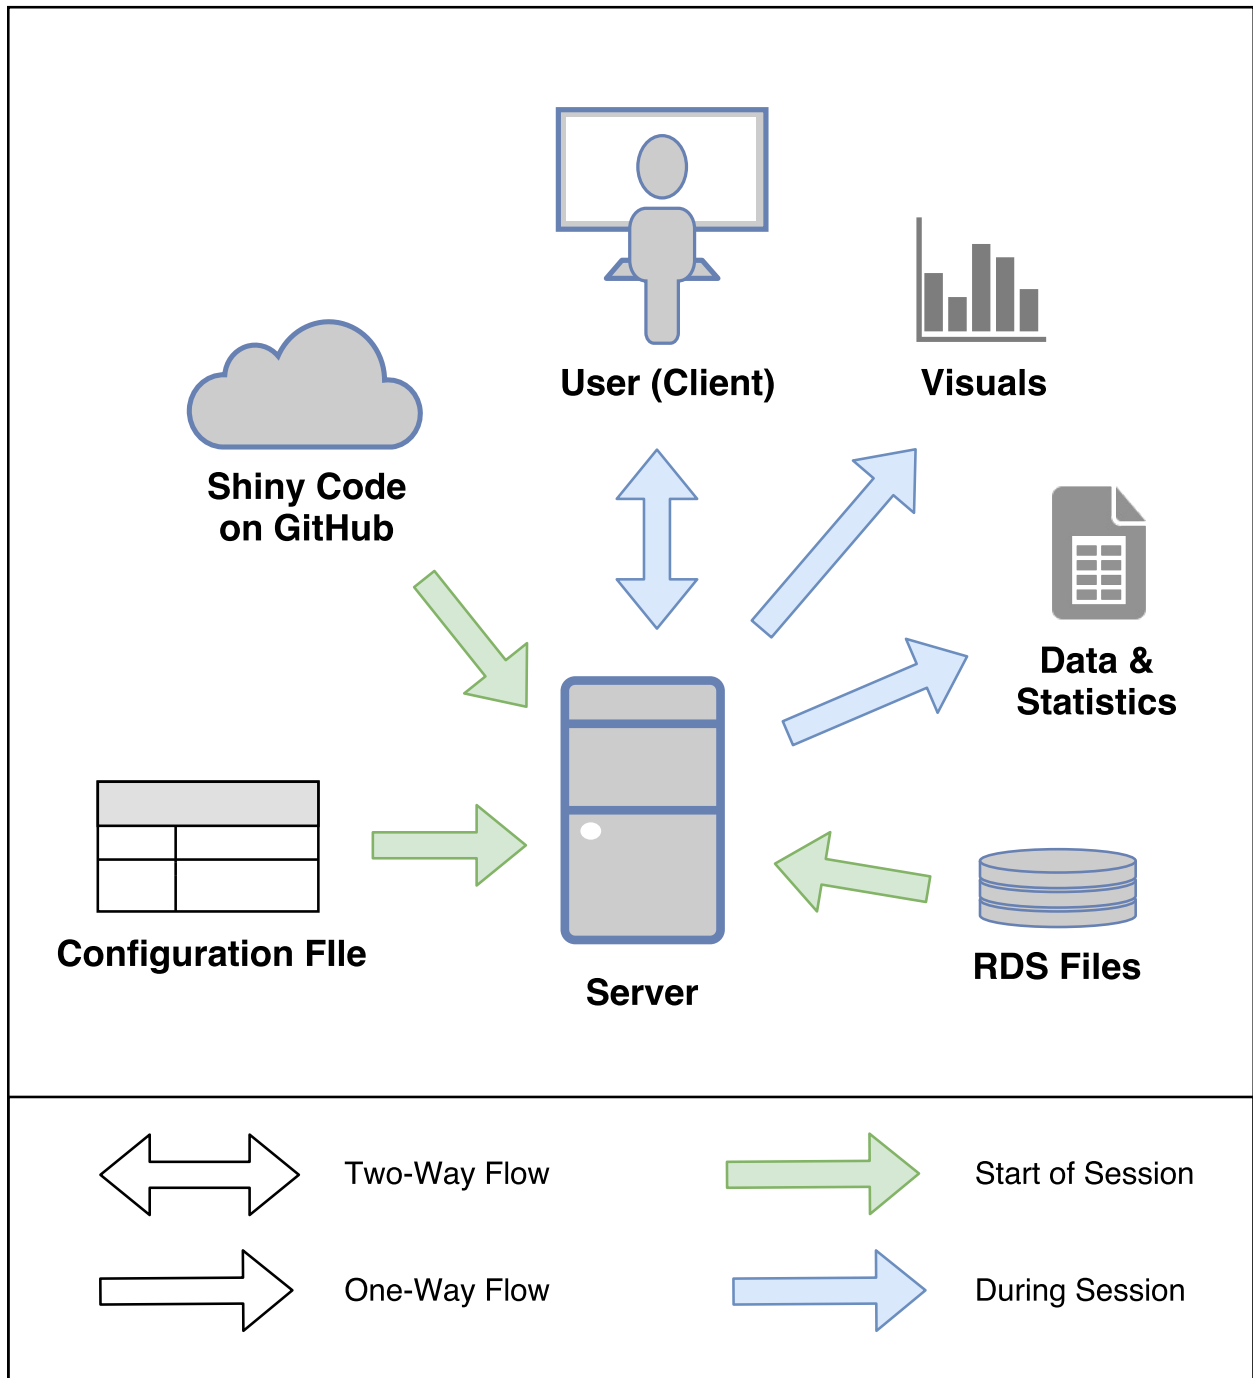 User (Client)
Visuals
Shiny Code
on GitHub
Data &
Statistics
Configuration FIle
RDS Files
Server
Two-Way Flow
Start of Session
One-Way Flow
During Session